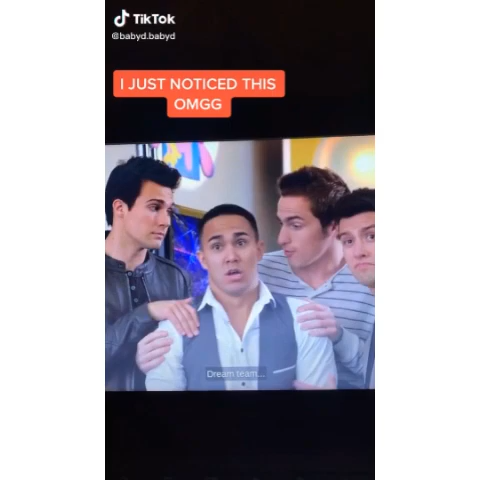 TikTok
@babyd.babyd
I JUST NOTICED THIS
OMGG
Dream team...